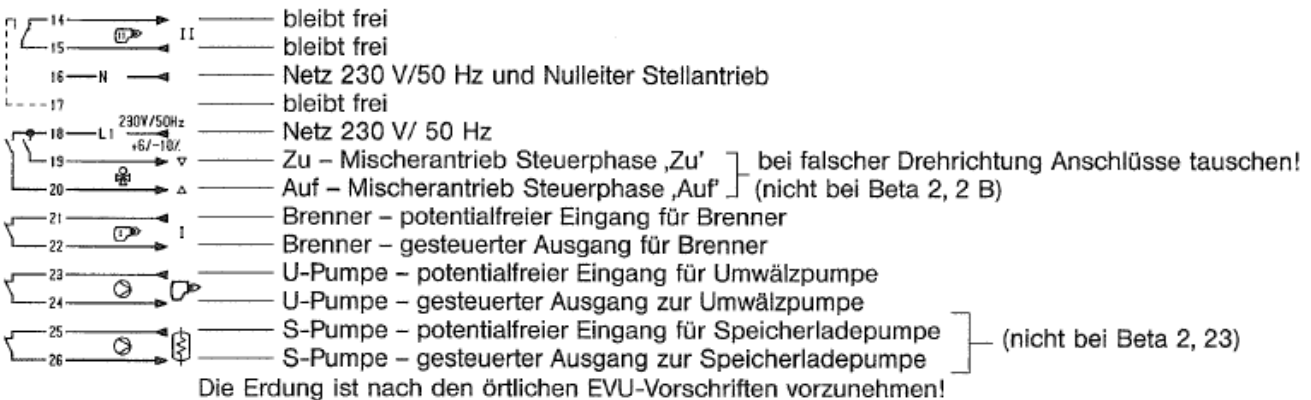 14 II bleibt frei
15 bleibt frei
16 N Netz 230 V/50 Hz und Nulleiter Stellantrieb
17 bleibt frei
18 L1 230V/50Hz +6/-10% Netz 230 V/ 50 Hz
19 Zu – Mischerantrieb Steuerphase ‚Zu' bei falscher Drehrichtung Anschlüsse tauschen!
20 Auf – Mischerantrieb Steuerphase ‚Auf' (nicht bei Beta 2, 2 B)
21 I Brenner – potentialfreier Eingang für Brenner
22 Brenner – gesteuerter Ausgang für Brenner
23 U-Pumpe – potentialfreier Eingang für Umwälzpumpe
24 U-Pumpe – gesteuerter Ausgang zur Umwälzpumpe
25 S-Pumpe – potentialfreier Eingang für Speicherladepumpe (nicht bei Beta 2, 23)
26 S-Pumpe – gesteuerter Ausgang zur Speicherladepumpe
Die Erdung ist nach den örtlichen EVU-Vorschriften vorzunehmen!